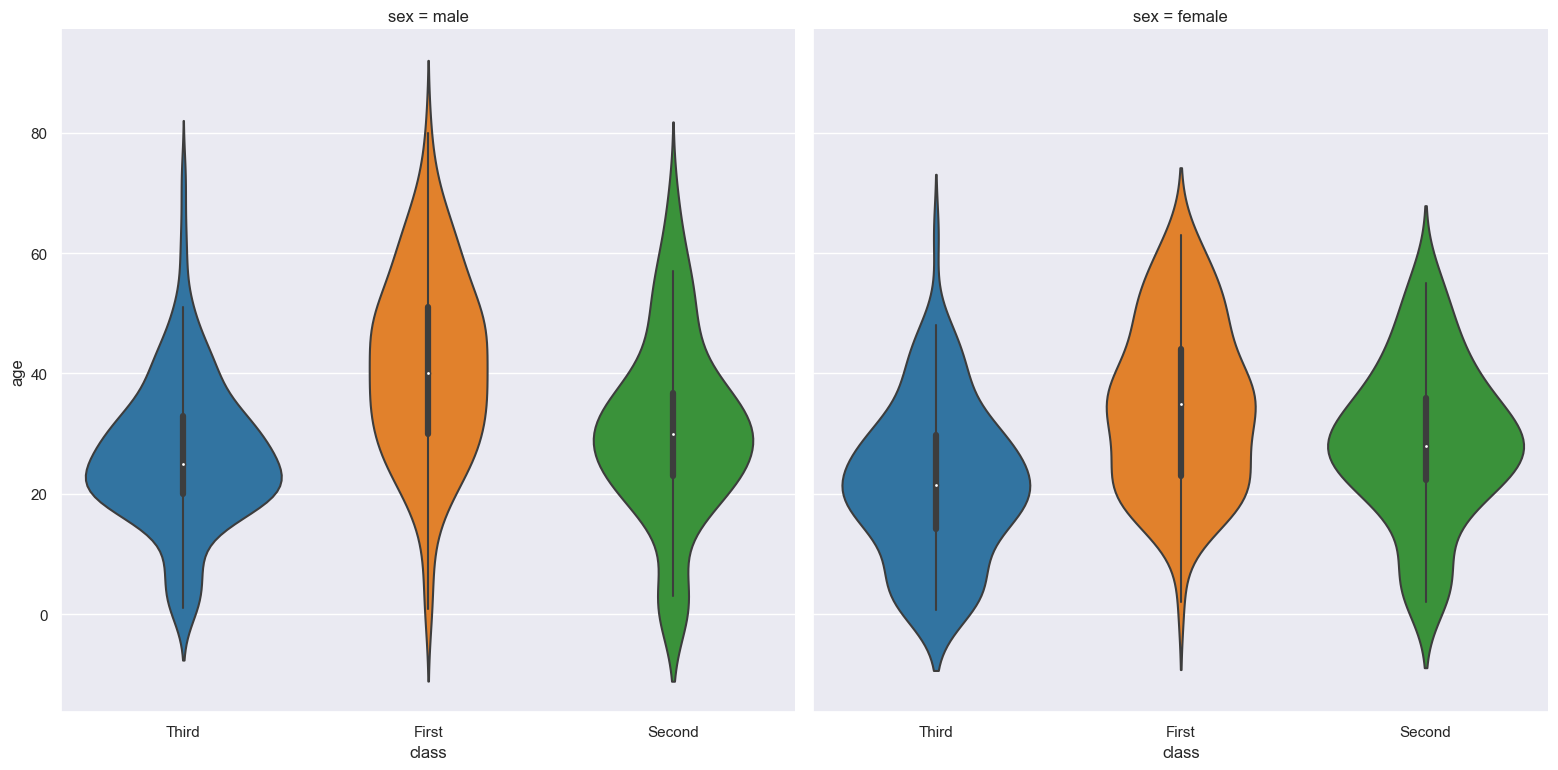 sex = male
sex = female
age
80
60
40
20
0
Third First Second
Third First Second
class
class